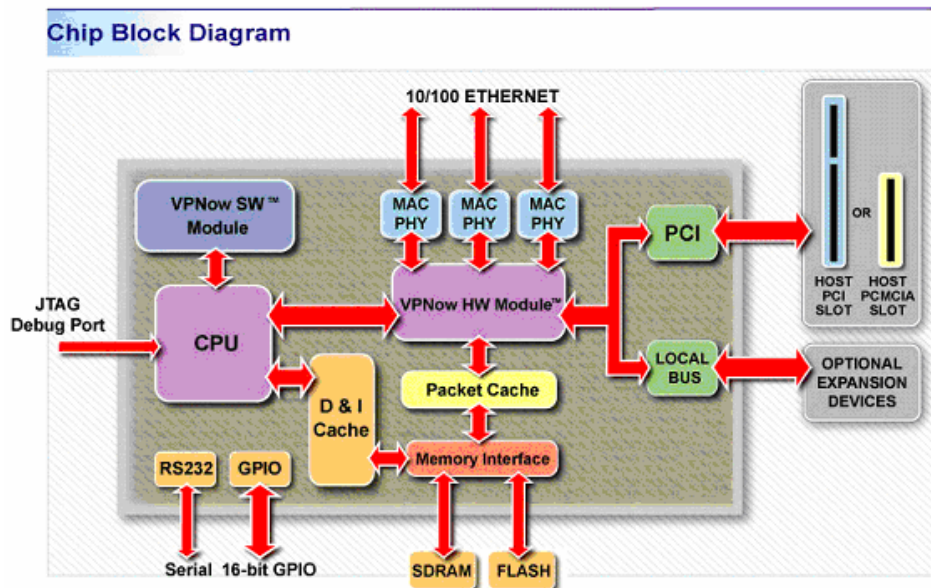 Chip Block Diagram
10/100 ETHERNET
VPNow SW™
Module
MAC
PHY
MAC
PHY
MAC
PHY
PCI
OR
HOST
PCI
SLOT
HOST
PCMCIA
SLOT
JTAG
Debug Port
CPU
VPNow HW Module™
LOCAL
BUS
OPTIONAL
EXPANSION
DEVICES
D & I
Cache
Packet Cache
Memory Interface
RS232
GPIO
Serial
16-bit GPIO
SDRAM
FLASH